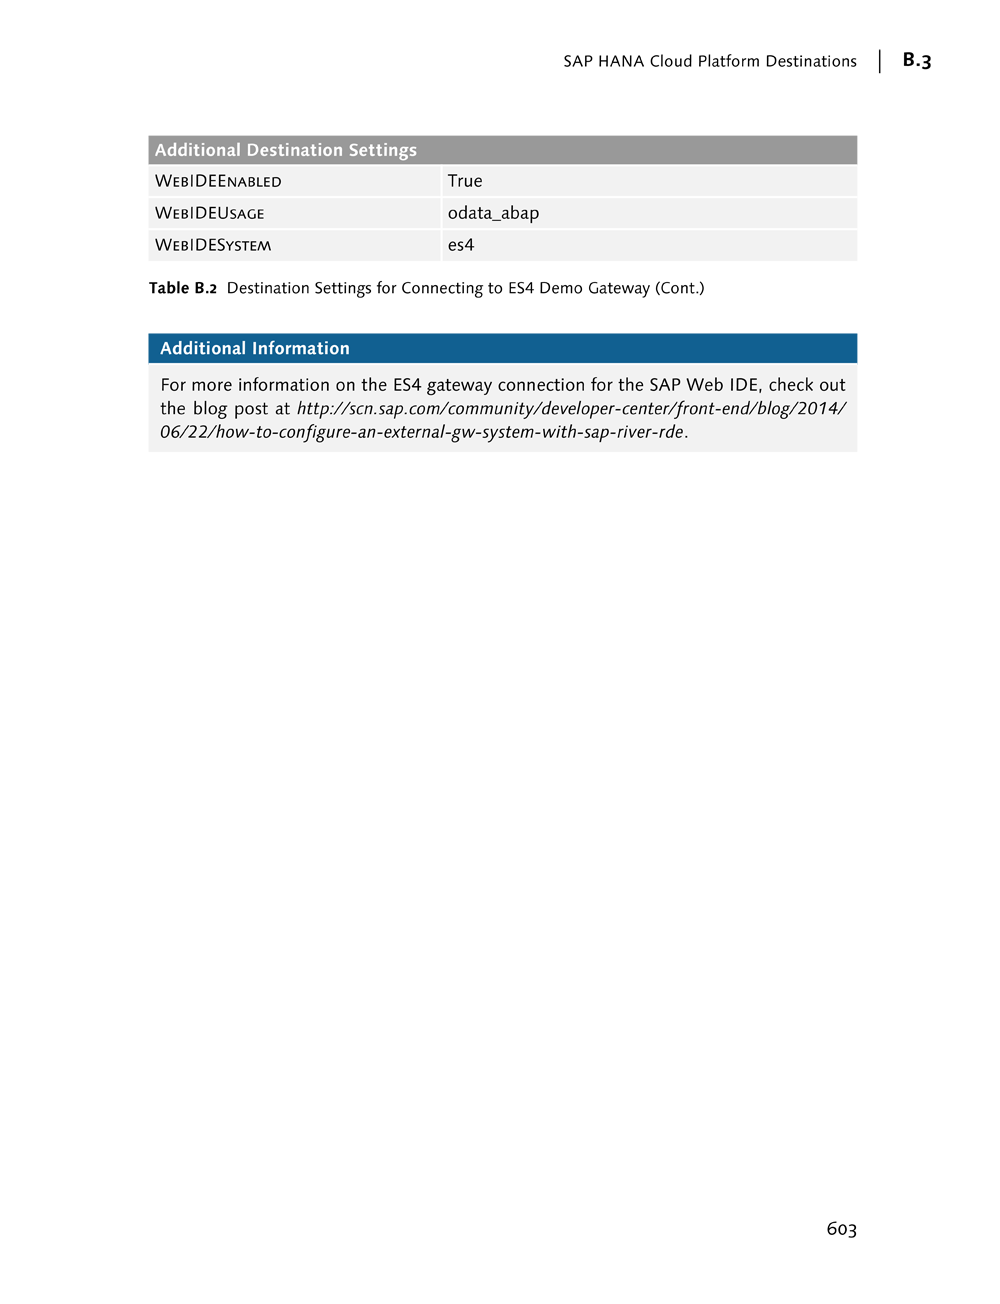 SAP HANA Cloud Platform Destinations | B.3
Additional Destination Settings
WebIDEEnabled True
WebIDEUsage odata_abap
WebIDESystem es4
Table B.2 Destination Settings for Connecting to ES4 Demo Gateway (Cont.)
Additional Information
For more information on the ES4 gateway connection for the SAP Web IDE, check out
the blog post at http://scn.sap.com/community/developer-center/front-end/blog/2014/
06/22/how-to-configure-an-external-gw-system-with-sap-river-rde.
603